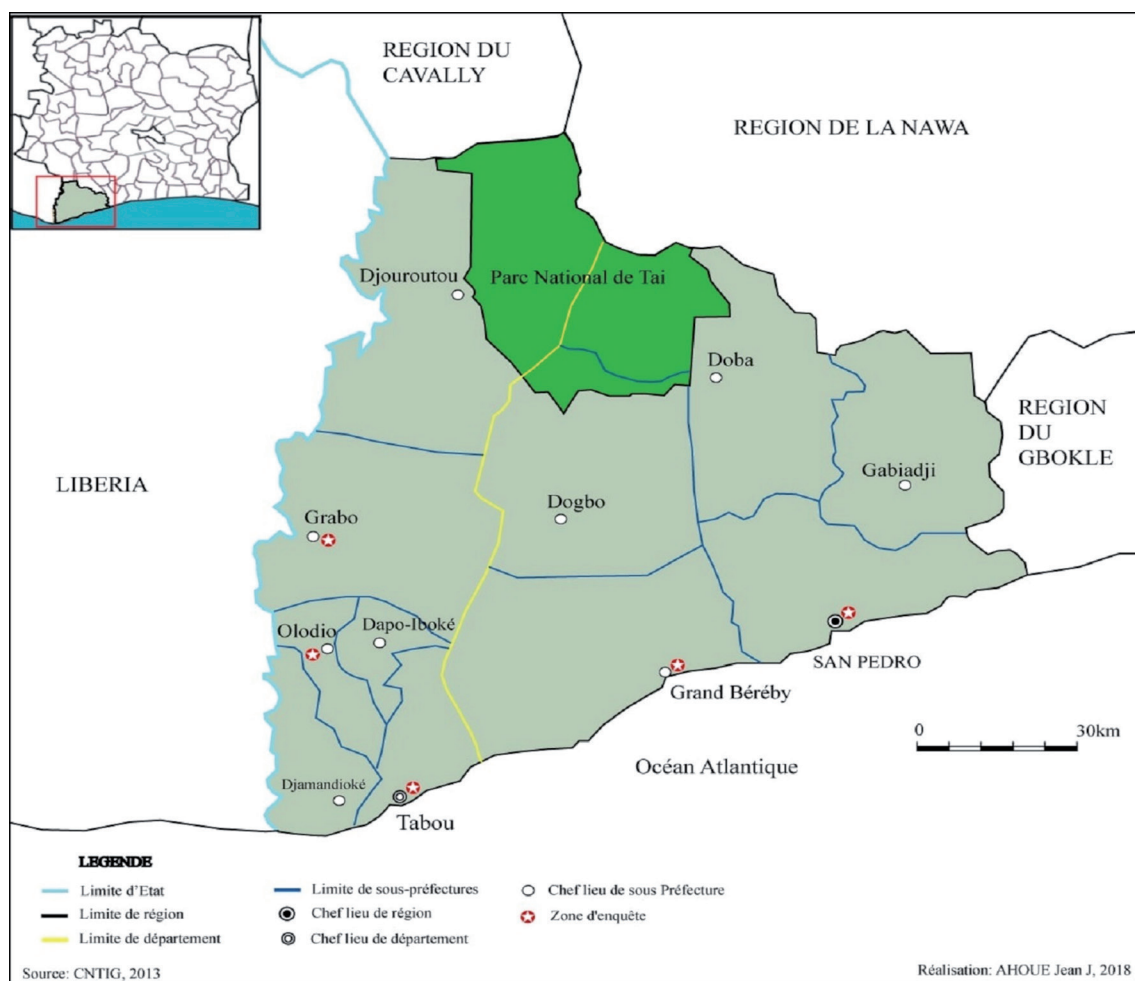 REGION DU
CAVALLY
REGION DE LA NAWA
Djouroutou
Parc National de Tai
Doba
REGION
DU
GBOKLE
LIBERIA
Gabiadji
Grabo
Dogbo
Olodio
Dapo-Iboké
SAN PEDRO
Grand Béréby
0 30km
Océan Atlantique
Djamandioké
Tabou
LEGENDE
Limite d'Etat
Limite de région
Limite de département
Limite de sous-préfectures
Chef lieu de région
Chef lieu de département
Chef lieu de sous Préfecture
Zone d'enquête
Source: CNTIG, 2013
Réalisation: AHOUE Jean J, 2018